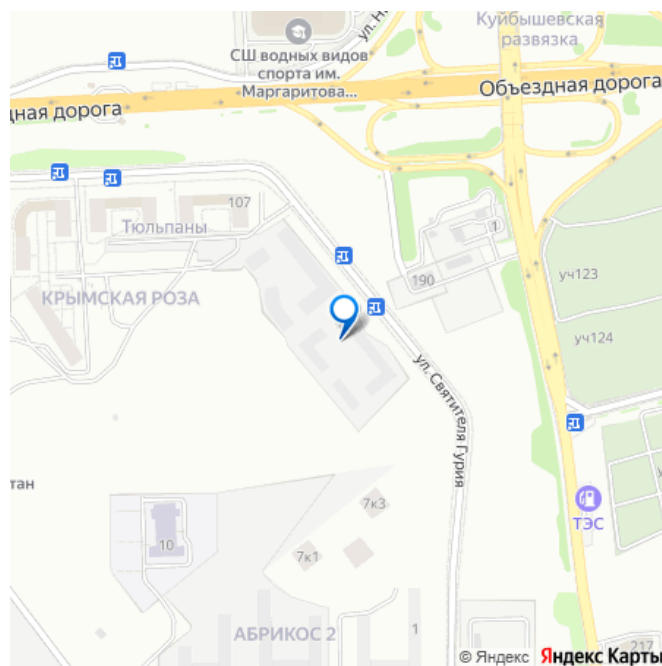 Куйбышевская
развязка
ул. Н
СШ водных видов
спорта им.
Маргаритова...
Объездная дорога
дная дорога
107
Тюльпаны
1
190
уч123
КРЫМСКАЯ РОЗА
уч124
ул. Святителя Гурия
тан
7к3
ТЭС
10
7к1
АБРИКОС 2
1
217
© Яндекс Яндекс Карты